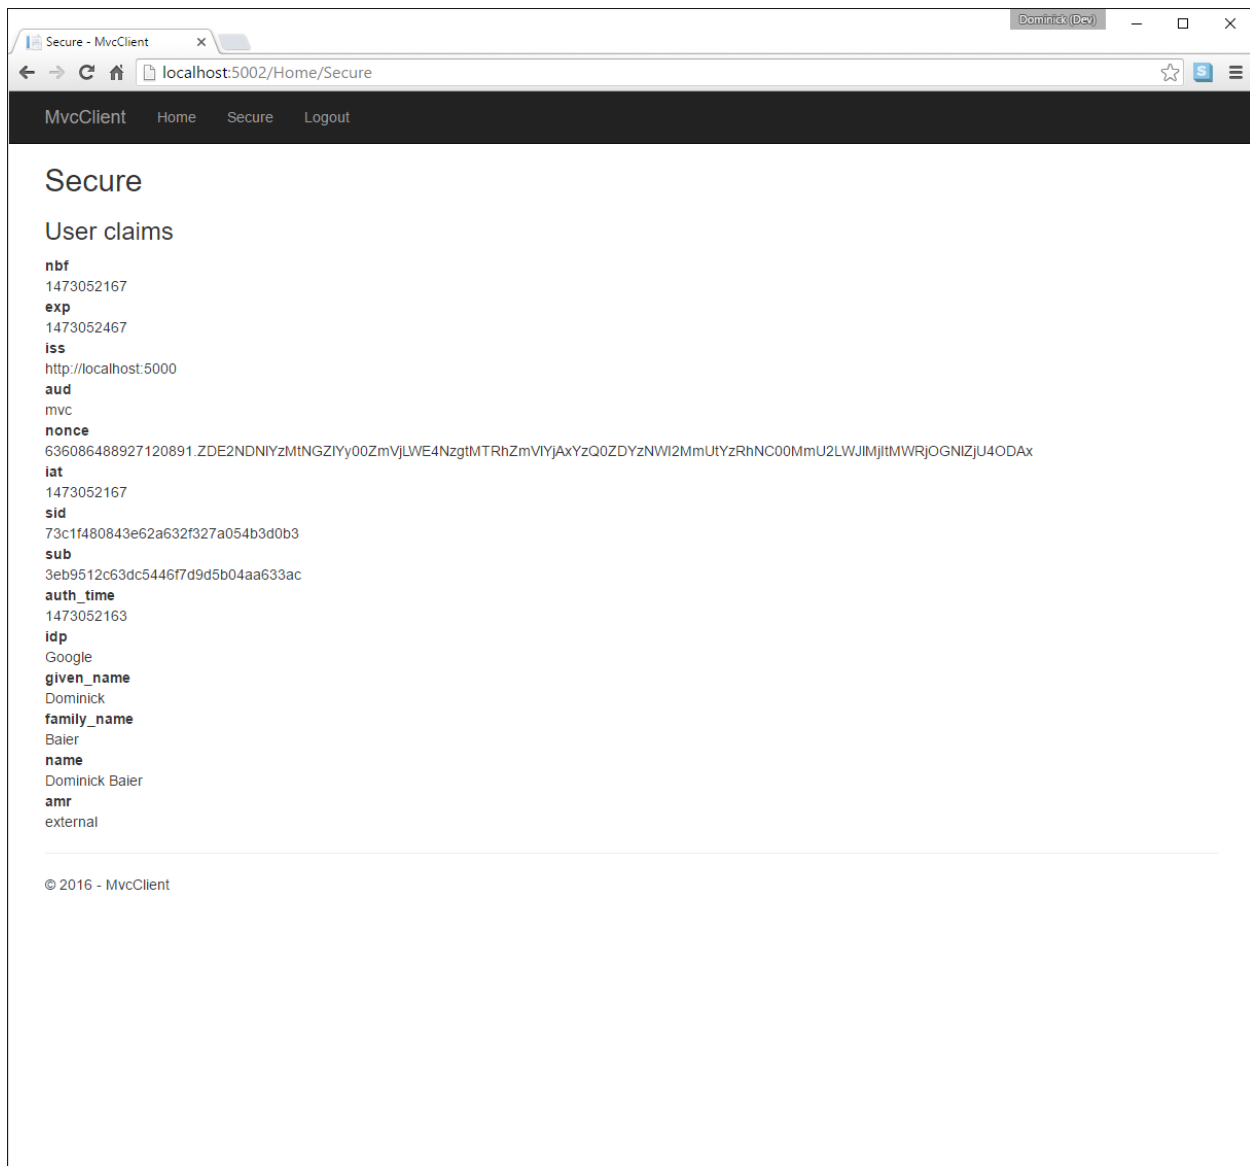 Dominick (Dev)
Secure - MvcClient
localhost:5002/Home/Secure
S
MvcClient Home Secure Logout
Secure
User claims
nbf
1473052167
exp
1473052467
iss
http://localhost:5000
aud
mvc
nonce
636086488927120891.ZDE2NDNlYzMtNGZlYy00ZmVjLWE4NzgtMTRhZmVlYjAxYzQ0ZDYzNWI2MmUtYzRhNC00MmU2LWJlMjItMWRjOGNlZjU4ODAx
iat
1473052167
sid
73c1f480843e62a632f327a054b3d0b3
sub
3eb9512c63dc5446f7d9d5b04aa633ac
auth_time
1473052163
idp
Google
given_name
Dominick
family_name
Baier
name
Dominick Baier
amr
external
© 2016 - MvcClient